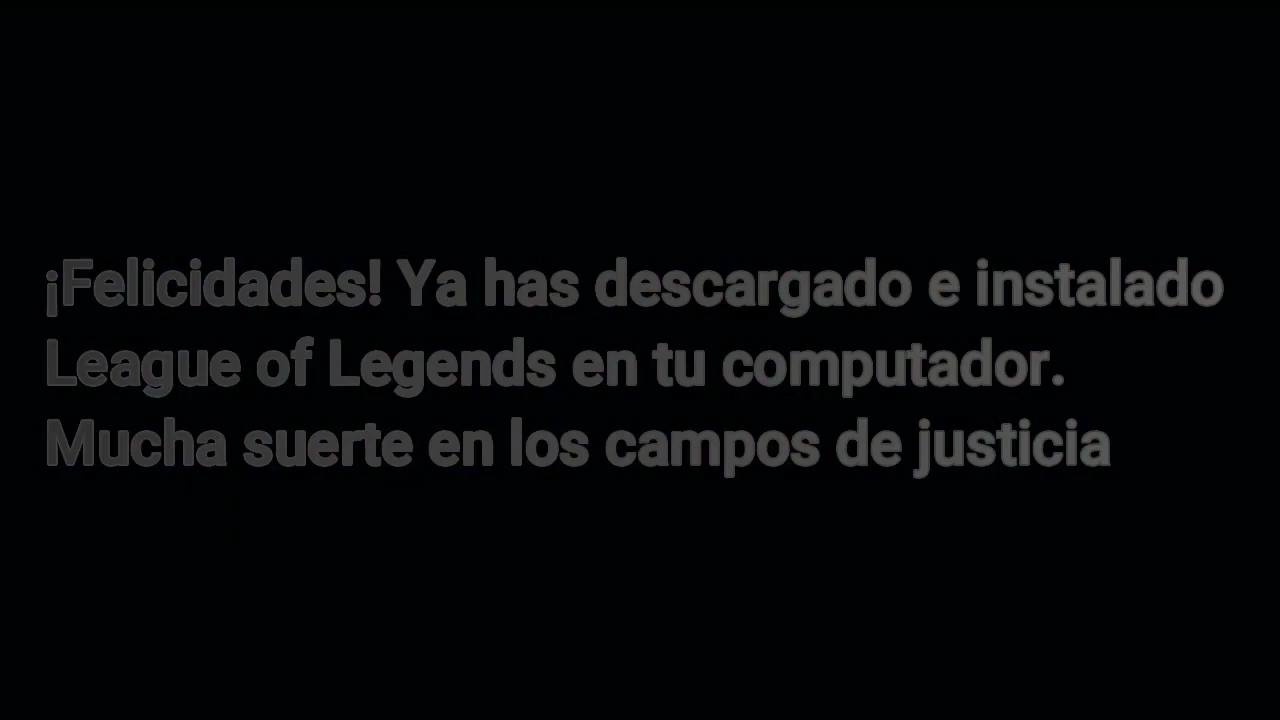 ¡Felicidades! Ya has descargado e instalado
League of Legends en tu computador.
Mucha suerte en los campos de justicia